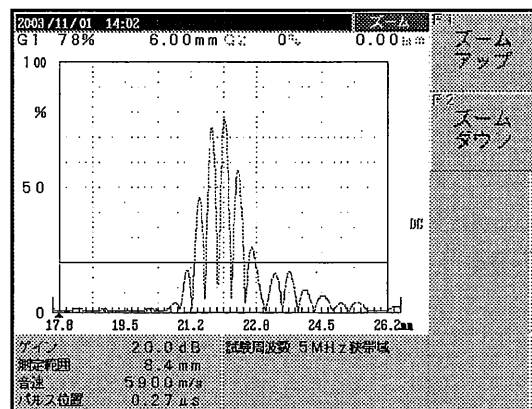 2003/11/01 14:02 ズーム
G1 78% 6.00mm G2 0% 0.00mm
F1
ズーム
アップ
F2
ズーム
ダウン
100
%
50
0
DC
17.8 19.5 21.2 22.8 24.5 26.2mm
ゲイン 20.0dB 試験周波数 5MHz狭帯域
測定範囲 8.4mm
音速 5900m/s
パルス位置 0.27μs